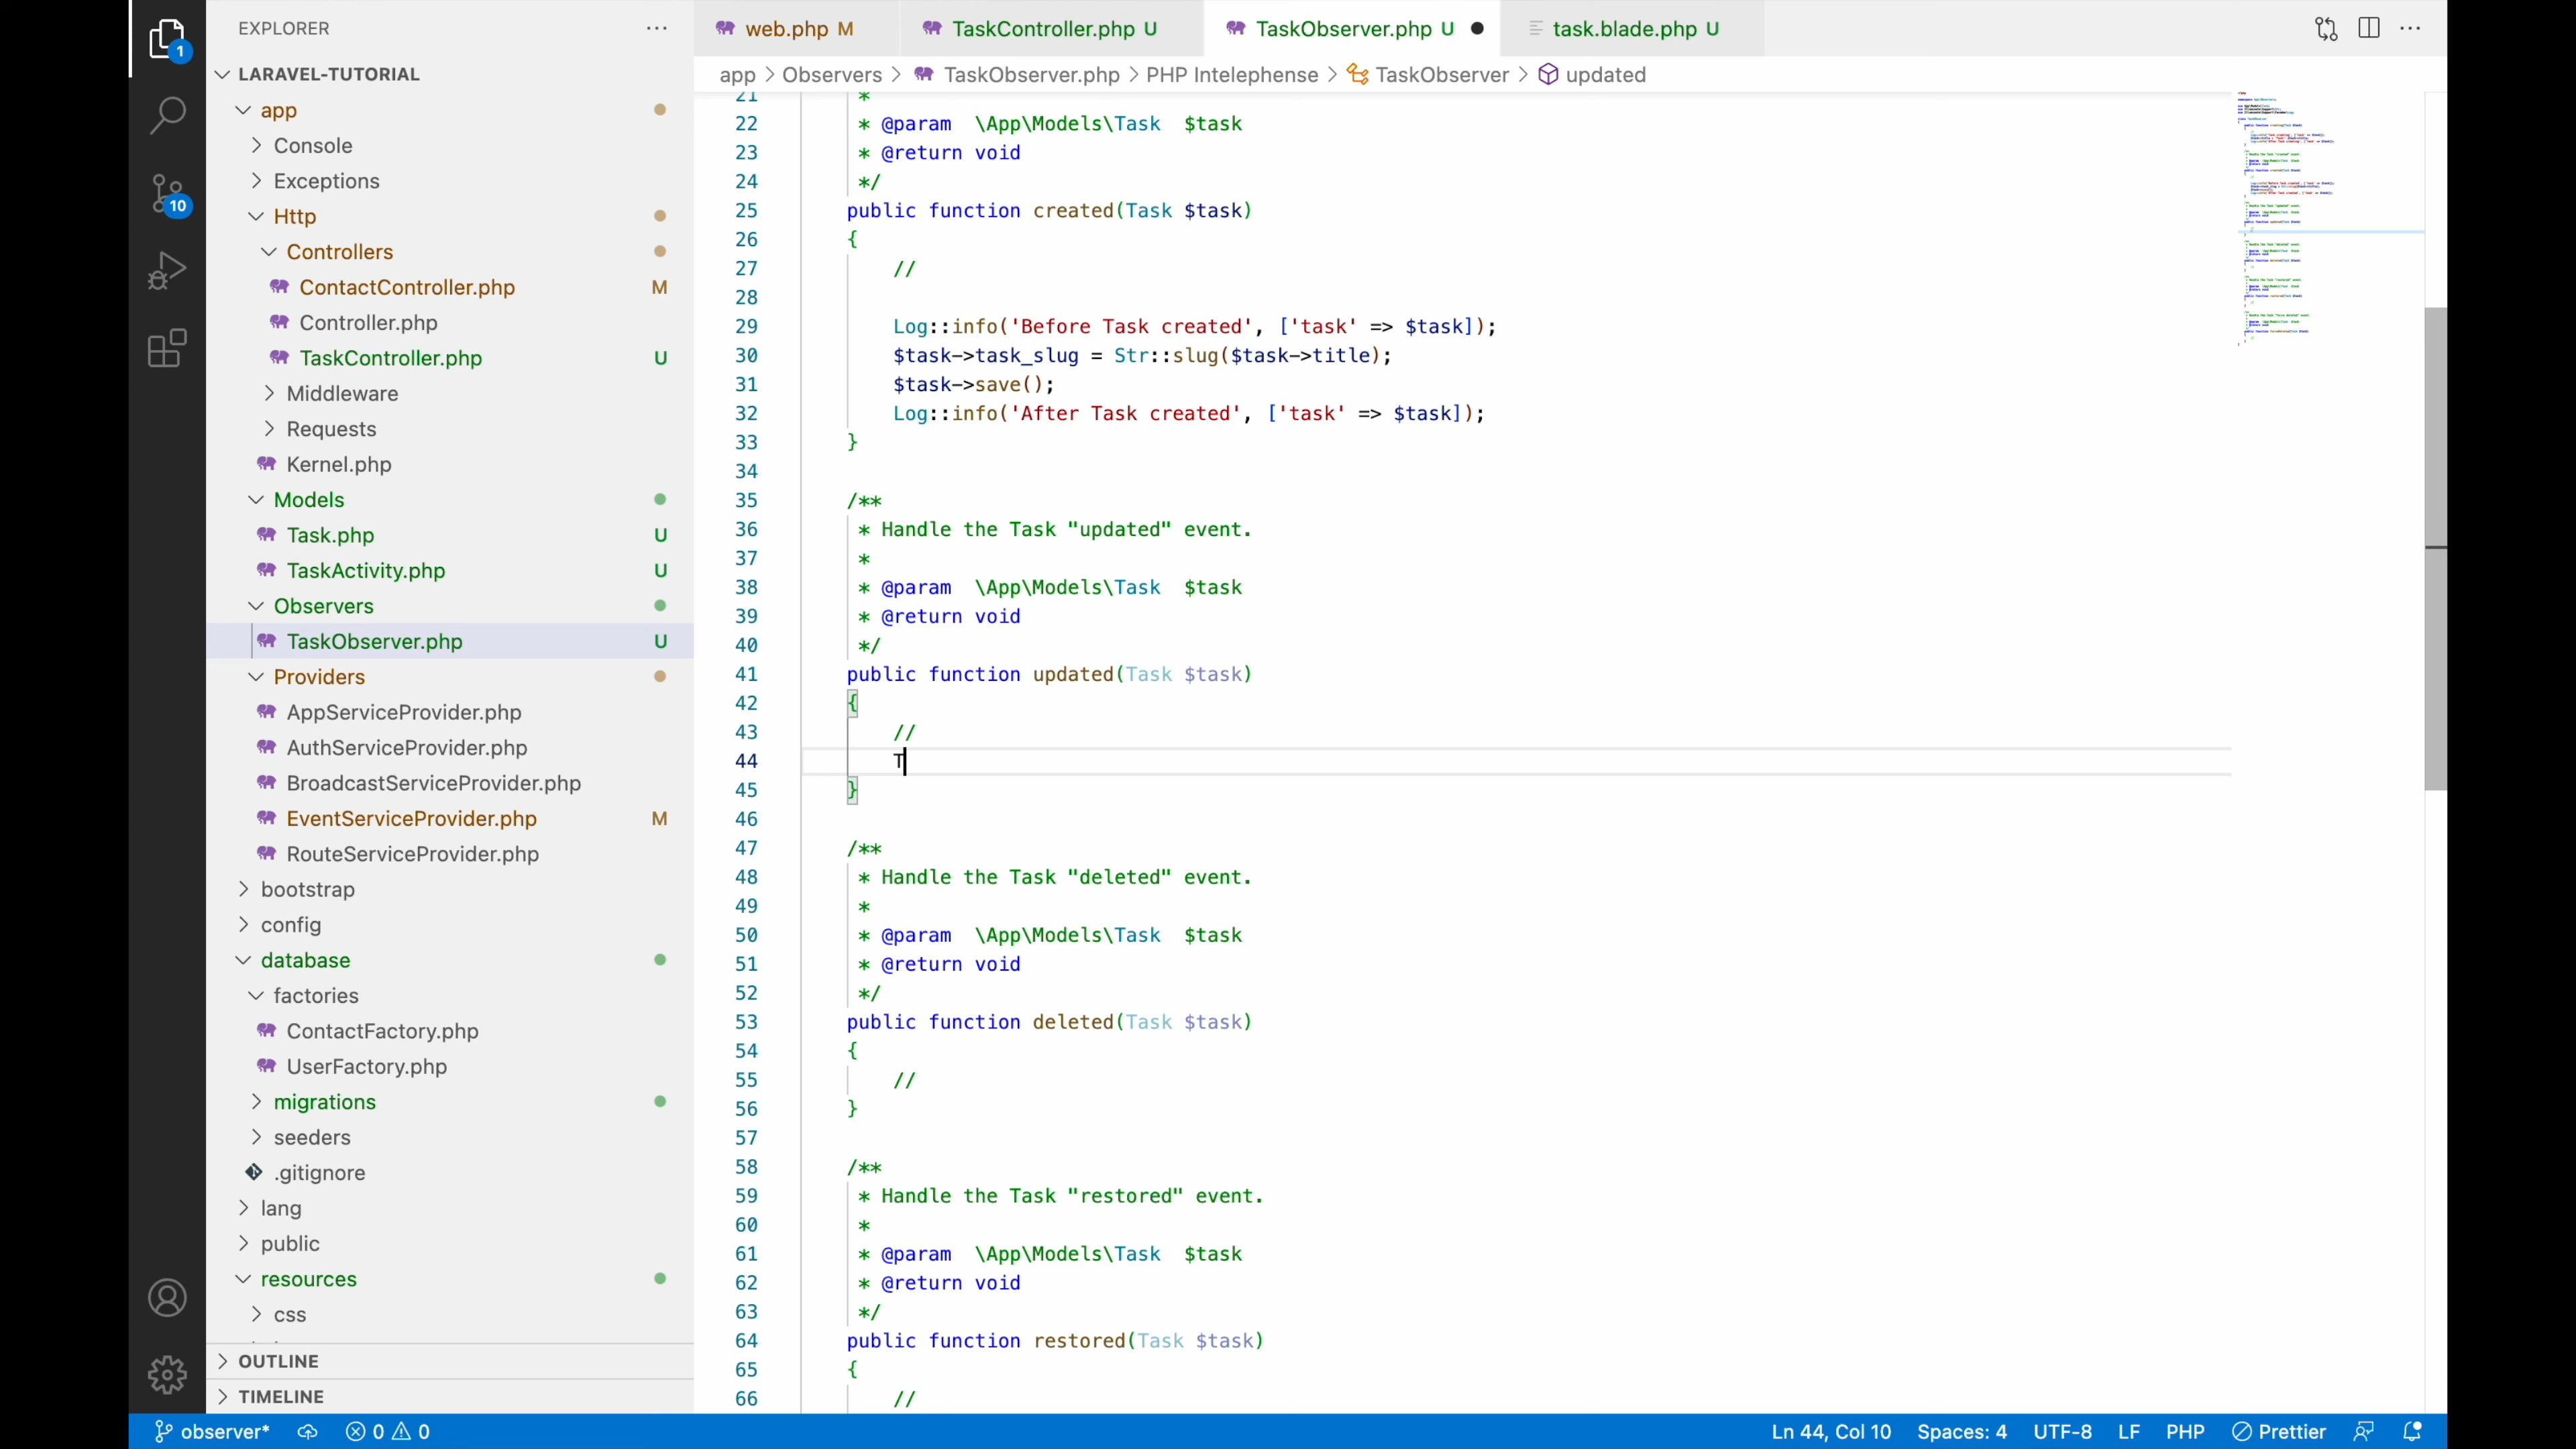 EXPLORER
LARAVEL-TUTORIAL
app
Console
Exceptions
Http
Controllers
ContactController.php M
Controller.php
TaskController.php U
Middleware
Requests
Kernel.php
Models
Task.php U
TaskActivity.php U
Observers
TaskObserver.php U
Providers
AppServiceProvider.php
AuthServiceProvider.php
BroadcastServiceProvider.php
EventServiceProvider.php M
RouteServiceProvider.php
bootstrap
config
database
factories
ContactFactory.php
UserFactory.php
migrations
seeders
.gitignore
lang
public
resources
css
OUTLINE
TIMELINE
1
10
web.php M TaskController.php U TaskObserver.php U task.blade.php U
app > Observers > TaskObserver.php > PHP Intelephense > TaskObserver > updated
21 *
22 * @param \App\Models\Task $task
23 * @return void
24 */
25 public function created(Task $task)
26 {
27 //
28
29 Log::info('Before Task created', ['task' => $task]);
30 $task->task_slug = Str::slug($task->title);
31 $task->save();
32 Log::info('After Task created', ['task' => $task]);
33 }
34
35 /**
36 * Handle the Task "updated" event.
37 *
38 * @param \App\Models\Task $task
39 * @return void
40 */
41 public function updated(Task $task)
42 {
43 //
44 T
45 }
46
47 /**
48 * Handle the Task "deleted" event.
49 *
50 * @param \App\Models\Task $task
51 * @return void
52 */
53 public function deleted(Task $task)
54 {
55 //
56 }
57
58 /**
59 * Handle the Task "restored" event.
60 *
61 * @param \App\Models\Task $task
62 * @return void
63 */
64 public function restored(Task $task)
65 {
66 //
observer* 0 0 Ln 44, Col 10 Spaces: 4 UTF-8 LF PHP Prettier